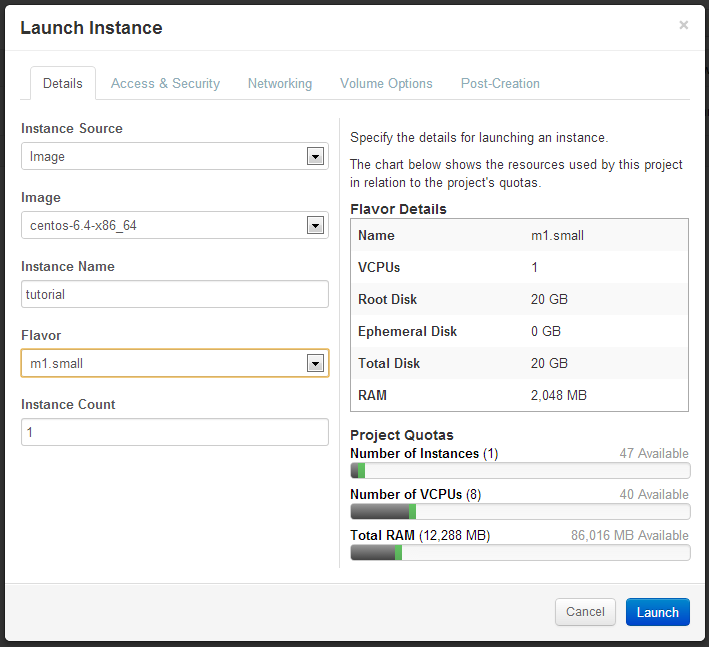 Launch Instance
×
Details Access & Security Networking Volume Options Post-Creation
Instance Source
Image
Image
centos-6.4-x86_64
Instance Name
tutorial
Flavor
m1.small
Instance Count
1
Specify the details for launching an instance.
The chart below shows the resources used by this project
in relation to the project's quotas.
Flavor Details
Name m1.small
VCPUs 1
Root Disk 20 GB
Ephemeral Disk 0 GB
Total Disk 20 GB
RAM 2,048 MB
Project Quotas
Number of Instances (1) 47 Available
Number of VCPUs (8) 40 Available
Total RAM (12,288 MB) 86,016 MB Available
Cancel Launch